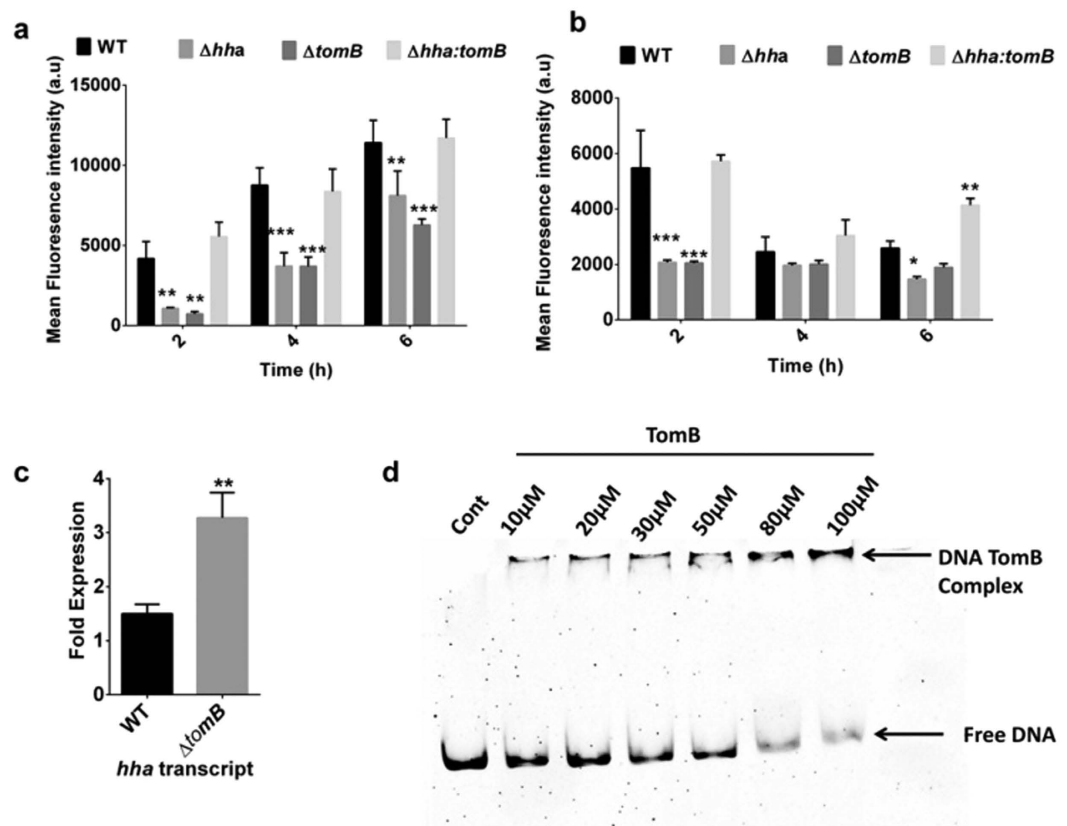 a
WT Δhha ΔtomB Δhha:tomB
Mean Fluoresence intensity (a.u)
15000
10000
5000
0
** ** *** *** ** ***
2 4 6
Time (h)
b
WT Δhha ΔtomB Δhha:tomB
Mean Fluoresence intensity (a.u)
8000
6000
4000
2000
0
*** *** * **
2 4 6
Time (h)
c
Fold Expression
4
3
2
1
0
**
WT ΔtomB
hha transcript
d
TomB
Cont 10µM 20µM 30µM 50µM 80µM 100µM
DNA TomB
Complex
Free DNA